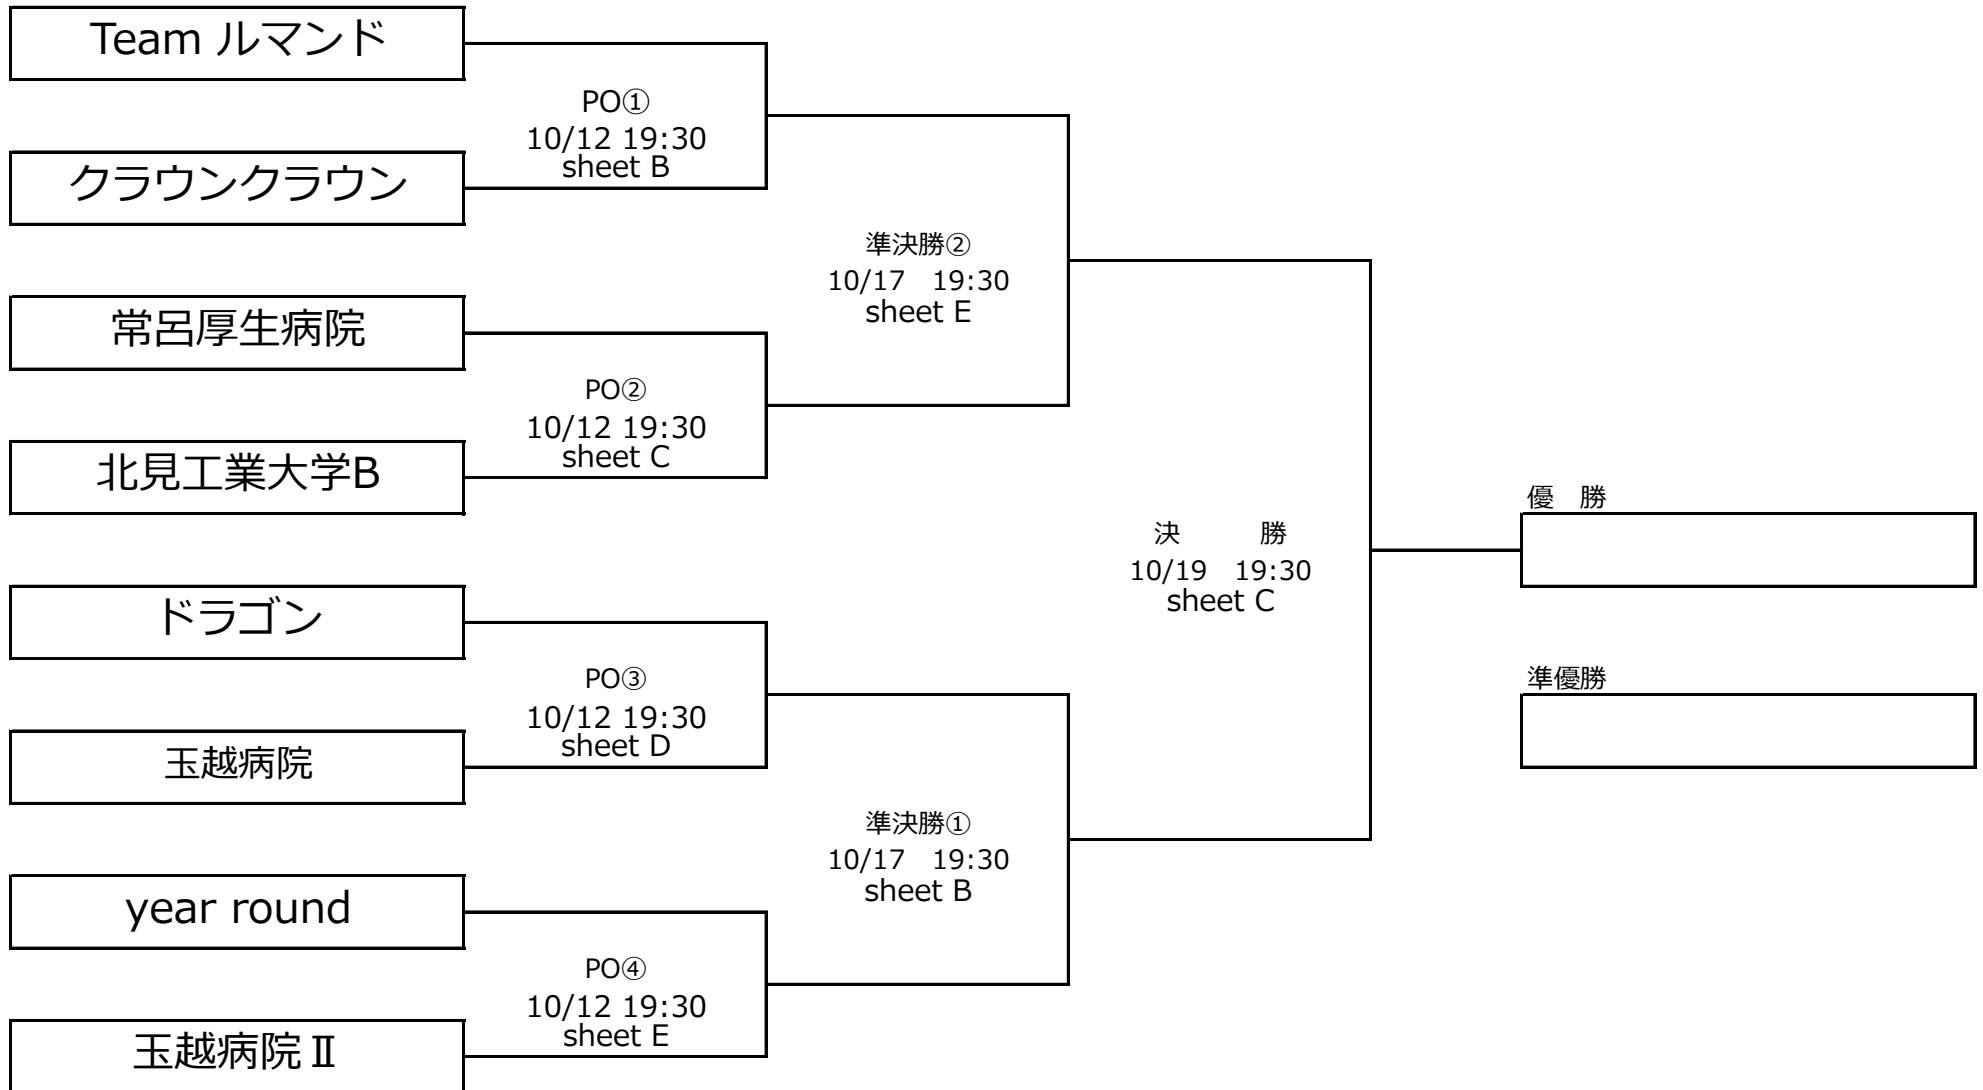 Team ルマンド
PO①
10/12 19:30
sheet B
クラウンクラウン
準決勝②
10/17　19:30
sheet E
常呂厚生病院
PO②
10/12 19:30
sheet C
北見工業大学B
優　勝
決　　　勝
10/19　19:30
sheet C
ドラゴン
PO③
10/12 19:30
sheet D
準優勝
玉越病院
準決勝①
10/17　19:30
sheet B
year round
PO④
10/12 19:30
sheet E
玉越病院Ⅱ